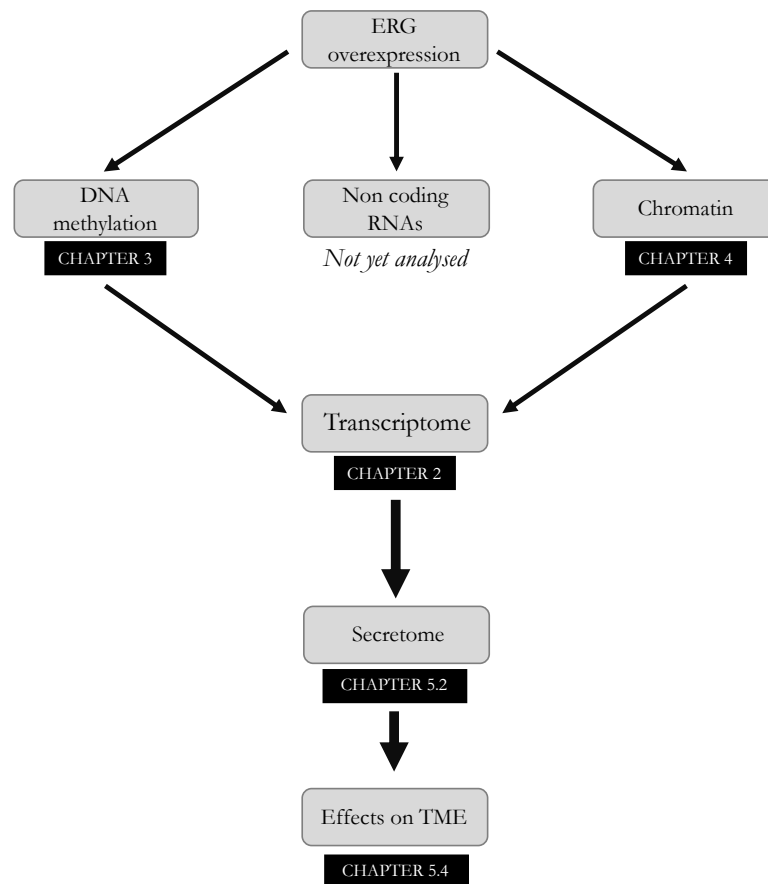 ERG
overexpression
DNA
methylation
CHAPTER 3
Non coding
RNAs
Not yet analysed
Chromatin
CHAPTER 4
Transcriptome
CHAPTER 2
Secretome
CHAPTER 5.2
Effects on TME
CHAPTER 5.4